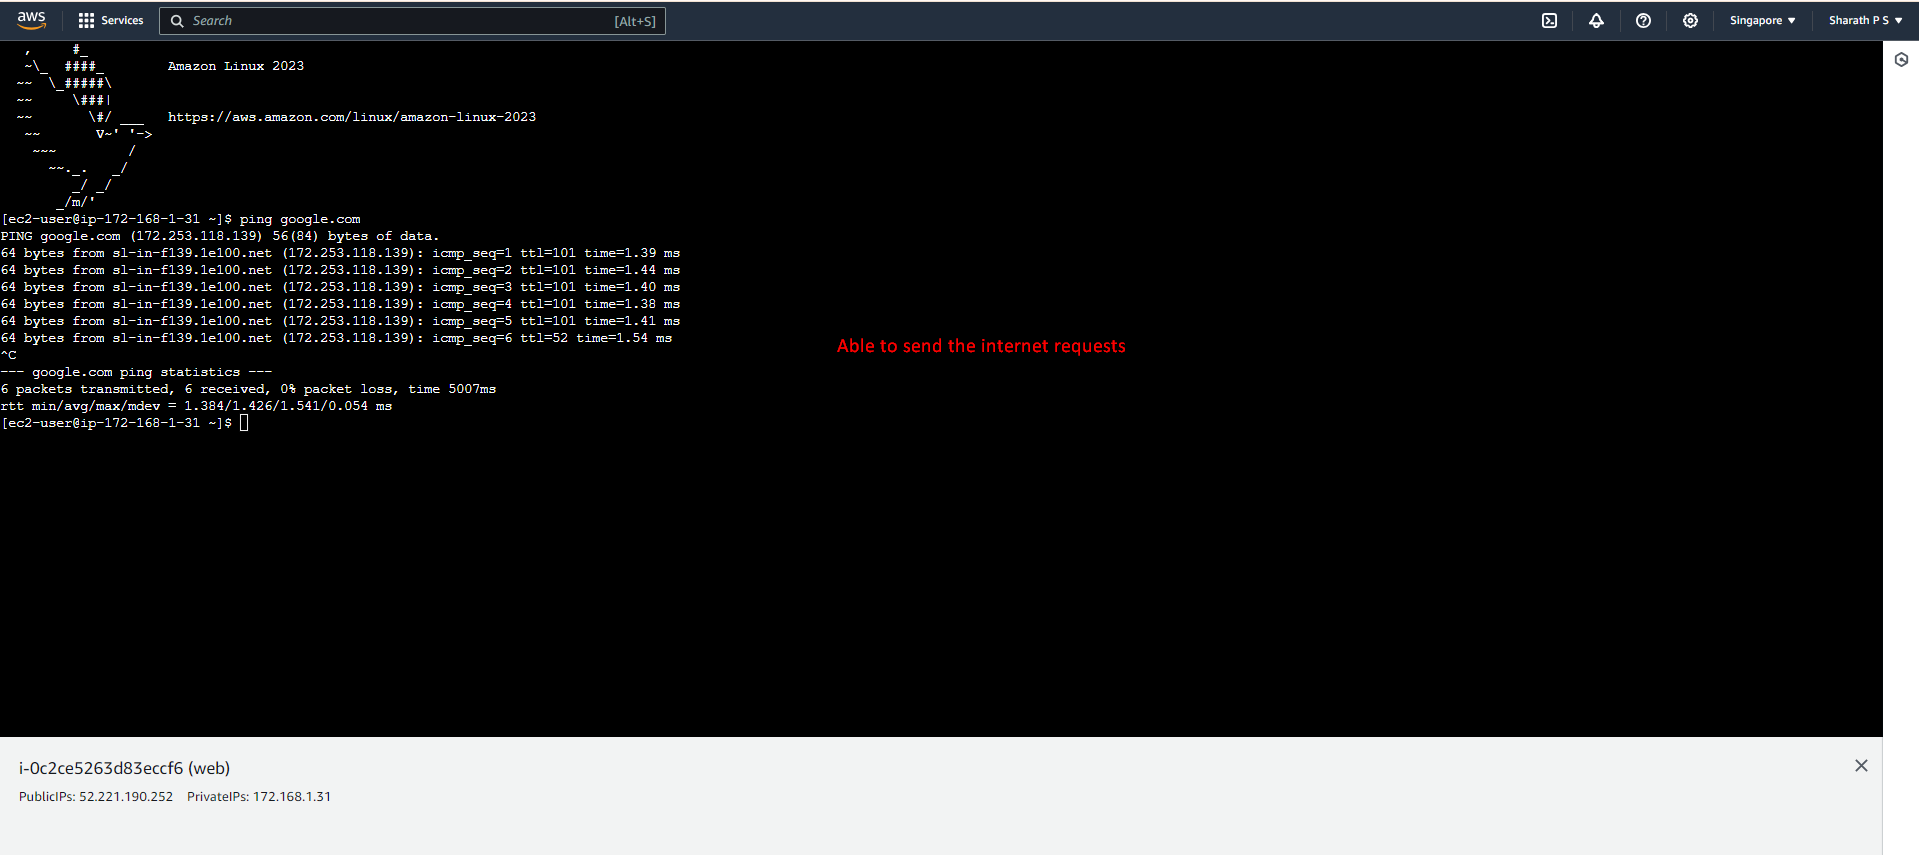 aws Services Search [Alt+S] Singapore ▼ Sharath P S ▼
   ,     #_
   ~\_  ####_        Amazon Linux 2023
  ~~  \_#####\
  ~~     \###|
  ~~       \#/ ___   https://aws.amazon.com/linux/amazon-linux-2023
   ~~       V~' '->
    ~~~         /
      ~~._.   _/
         _/ _/
       _/m/'
[ec2-user@ip-172-168-1-31 ~]$ ping google.com
PING google.com (172.253.118.139) 56(84) bytes of data.
64 bytes from sl-in-f139.1e100.net (172.253.118.139): icmp_seq=1 ttl=101 time=1.39 ms
64 bytes from sl-in-f139.1e100.net (172.253.118.139): icmp_seq=2 ttl=101 time=1.44 ms
64 bytes from sl-in-f139.1e100.net (172.253.118.139): icmp_seq=3 ttl=101 time=1.40 ms
64 bytes from sl-in-f139.1e100.net (172.253.118.139): icmp_seq=4 ttl=101 time=1.38 ms
64 bytes from sl-in-f139.1e100.net (172.253.118.139): icmp_seq=5 ttl=101 time=1.41 ms
64 bytes from sl-in-f139.1e100.net (172.253.118.139): icmp_seq=6 ttl=52 time=1.54 ms
Able to send the internet requests
^C
--- google.com ping statistics ---
6 packets transmitted, 6 received, 0% packet loss, time 5007ms
rtt min/avg/max/mdev = 1.384/1.426/1.541/0.054 ms
[ec2-user@ip-172-168-1-31 ~]$
i-0c2ce5263d83eccf6 (web)
PublicIPs: 52.221.190.252 PrivateIPs: 172.168.1.31